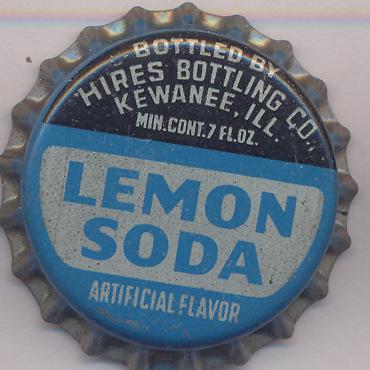 BOTTLED BY
HIRES BOTTLING CO.,
KEWANEE, ILL.
MIN. CONT. 7 FL. OZ.
LEMON
SODA
ARTIFICIAL FLAVOR